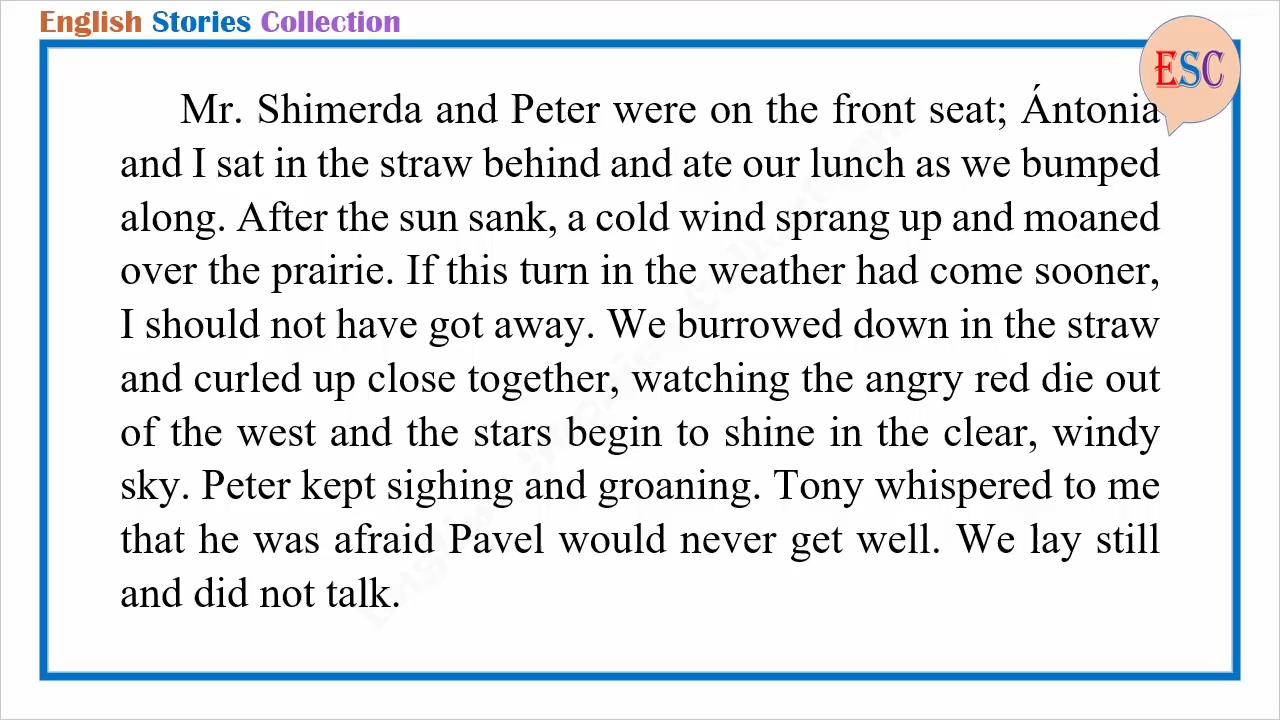 English Stories Collection
ESC
Mr. Shimerda and Peter were on the front seat; Ántonia
and I sat in the straw behind and ate our lunch as we bumped
along. After the sun sank, a cold wind sprang up and moaned
over the prairie. If this turn in the weather had come sooner,
I should not have got away. We burrowed down in the straw
and curled up close together, watching the angry red die out
of the west and the stars begin to shine in the clear, windy
sky. Peter kept sighing and groaning. Tony whispered to me
that he was afraid Pavel would never get well. We lay still
and did not talk.